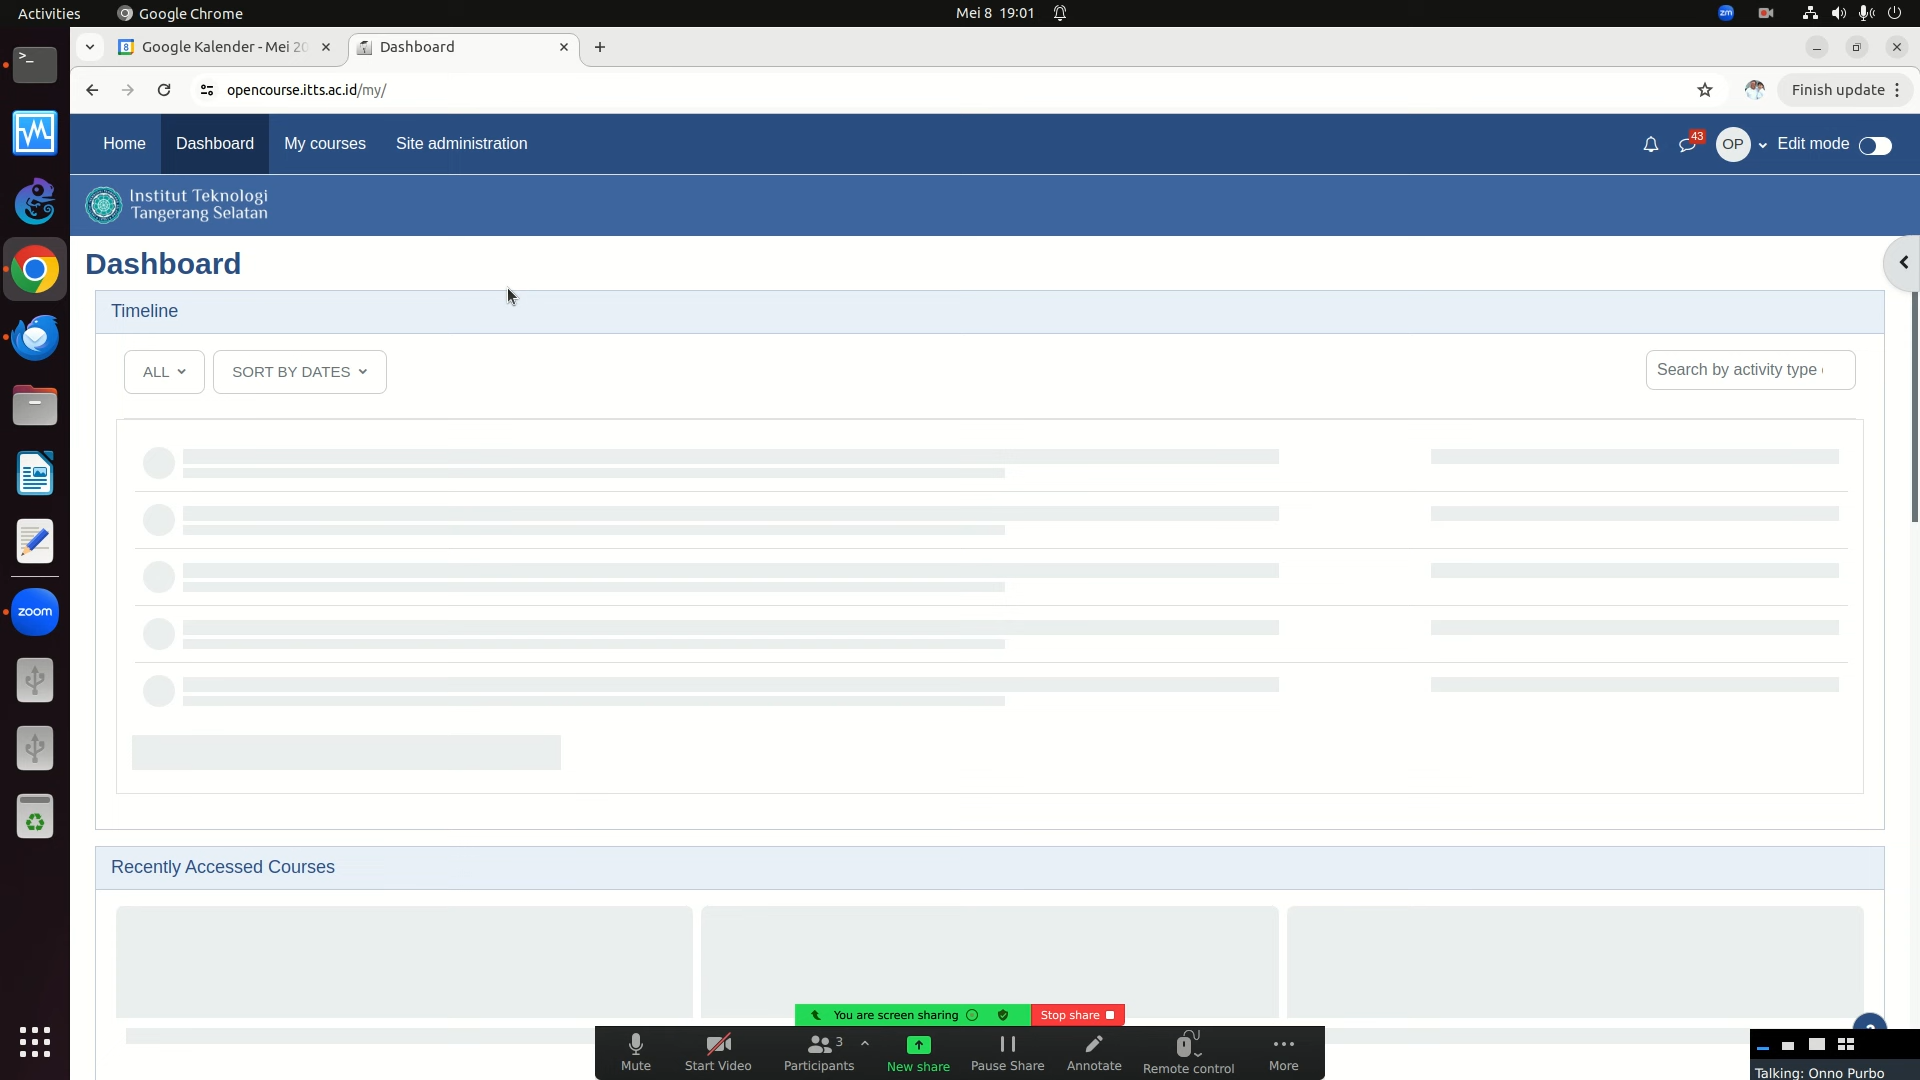 Activities
Google Chrome
Mei 8 19:01
zm
Google Kalender - Mei 20
Dashboard
opencourse.itts.ac.id/my/
Finish update
Home
Dashboard
My courses
Site administration
43
OP
Edit mode
Institut Teknologi
Tangerang Selatan
Dashboard
Timeline
ALL
SORT BY DATES
Search by activity type
zoom
Recently Accessed Courses
You are screen sharing
Stop share
Mute
Start Video
Participants
3
New share
Pause Share
Annotate
Remote control
More
Talking: Onno Purbo